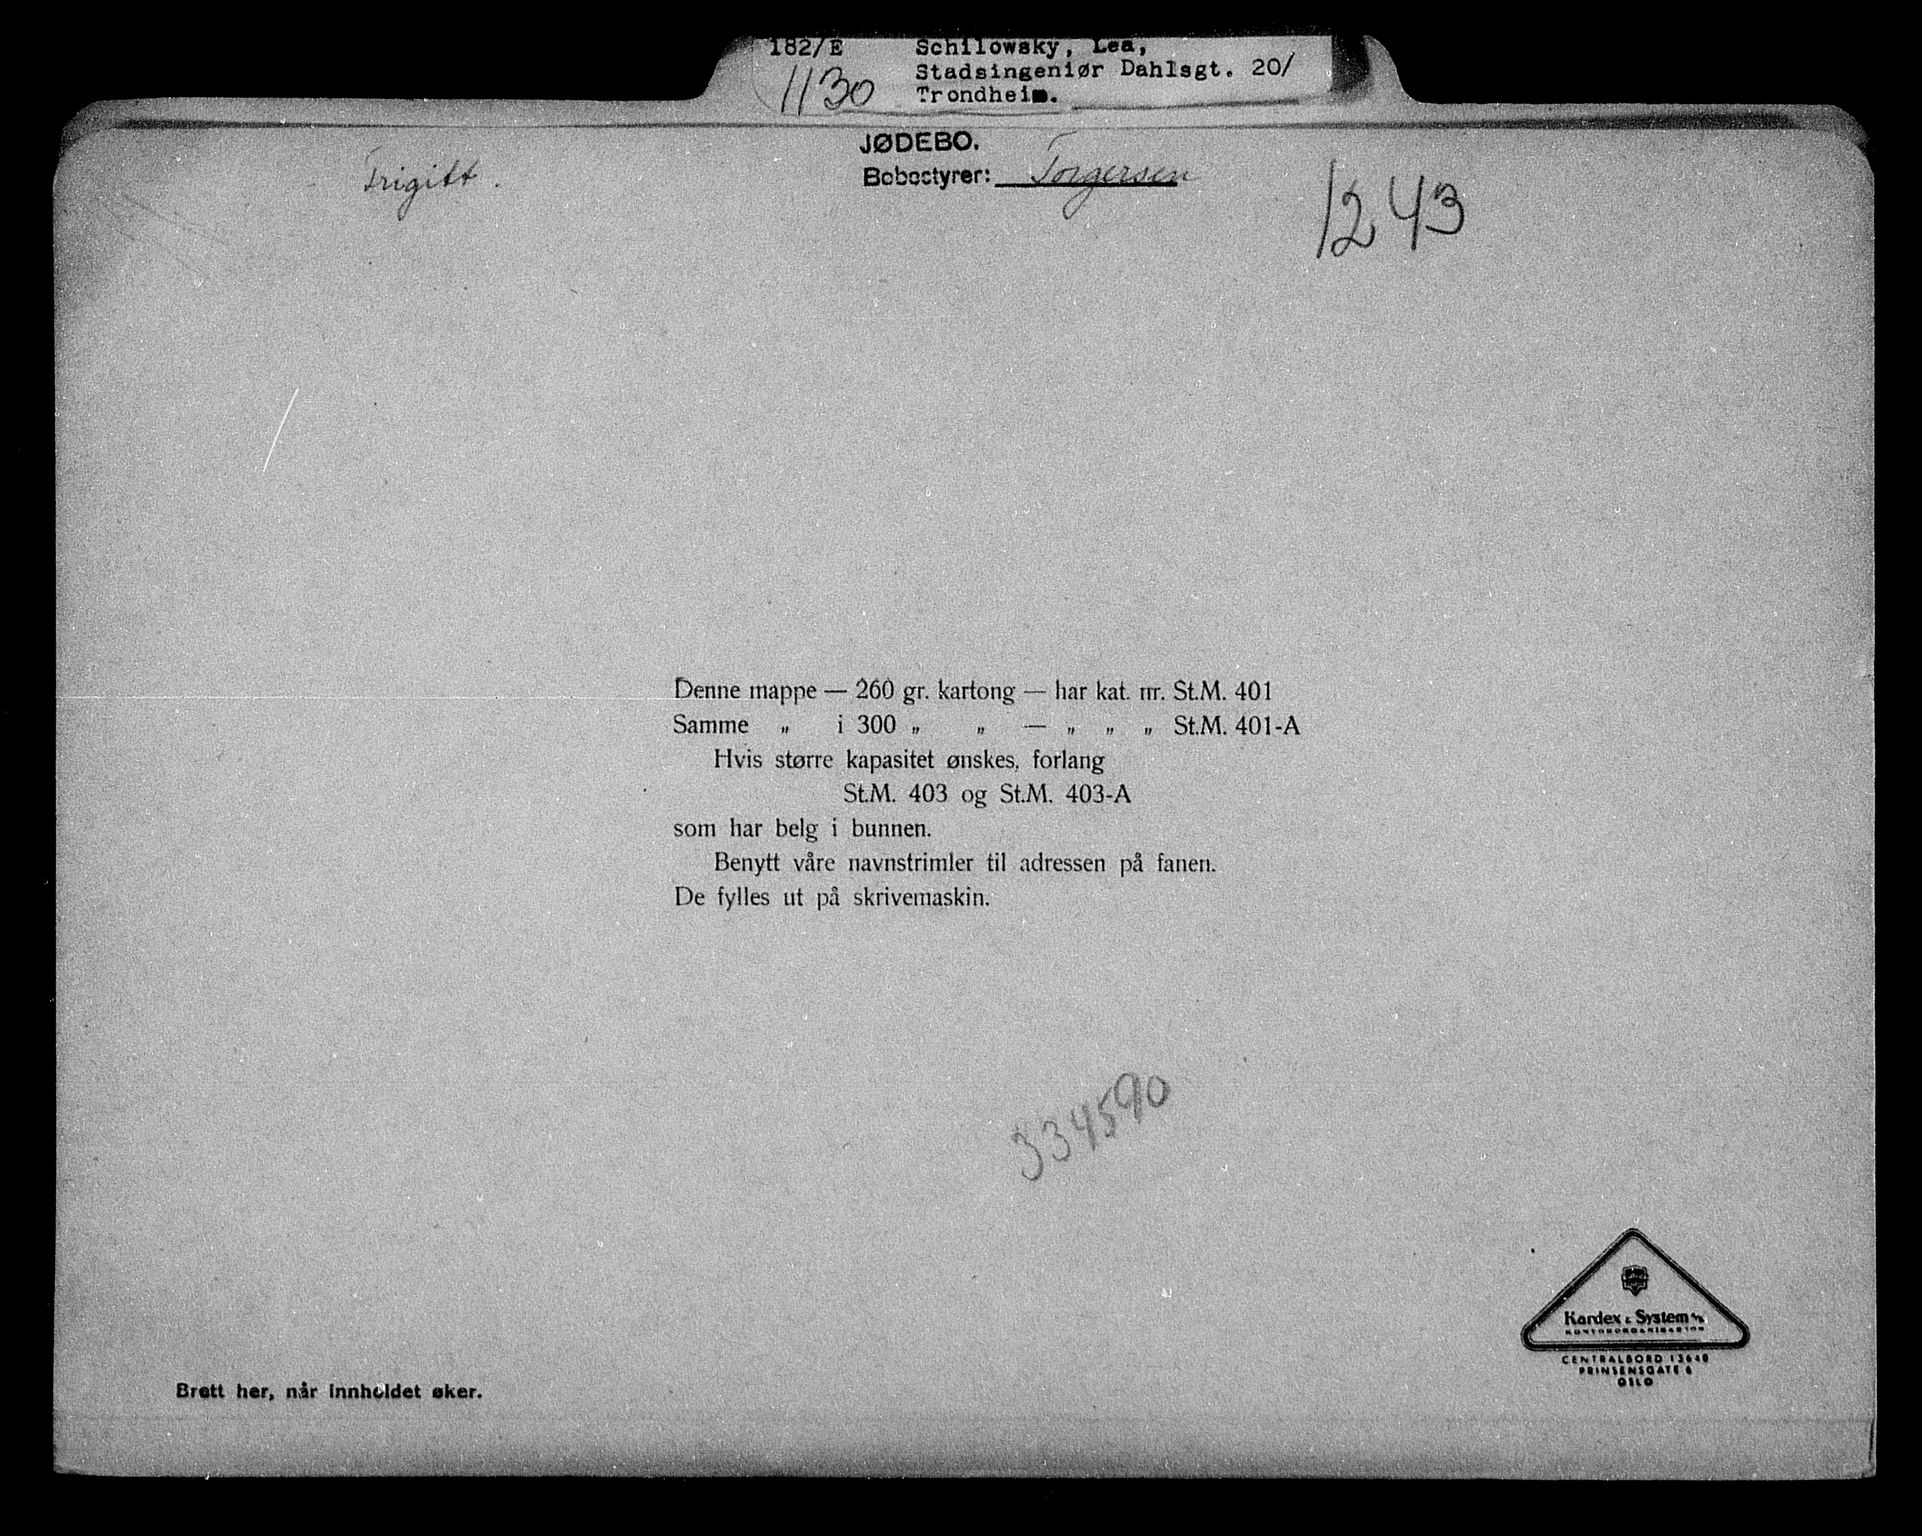 182/E Schilowsky, Lea,
1130 Stadsingeniør Dahlsgt. 20/
Trondheim.
JØDEBO.
Frigitt.
Bobestyrer: Torgersen
1243
Denne mappe — 260 gr. kartong — har kat. nr. St.M. 401
Samme „ i 300 „ „ — „ „ „ St.M. 401-A
Hvis større kapasitet ønskes, forlang
St.M. 403 og St.M. 403-A
som har belg i bunnen.
Benytt våre navnstrimler til adressen på fanen.
De fylles ut på skrivemaskin.
334590
Kardex & System A/S
KONTORORGANISASJON
CENTRALBORD 13648
PRINSENSGATE 6
OSLO
Brett her, når innholdet øker.